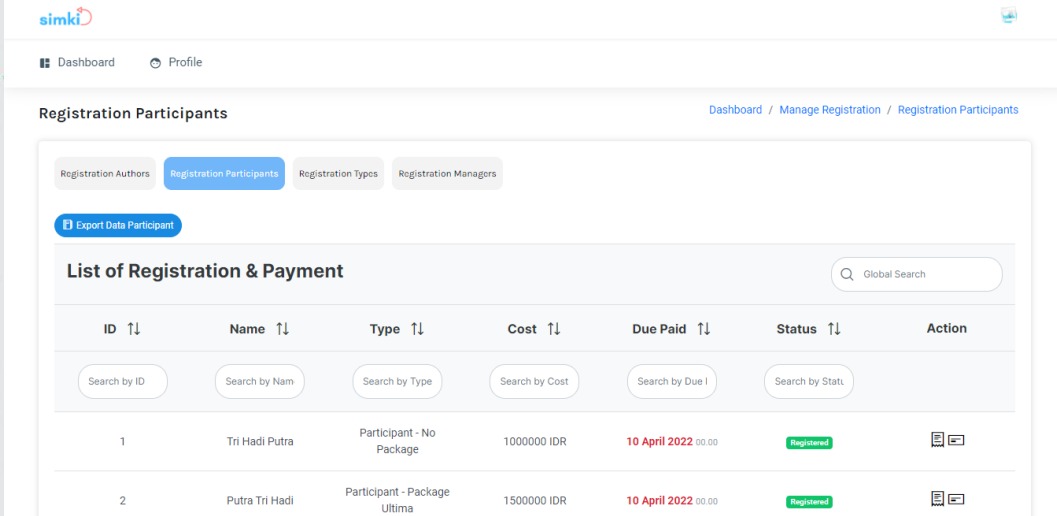 simki
Dashboard Profile
Registration Participants
Dashboard / Manage Registration / Registration Participants
Registration Authors Registration Participants Registration Types Registration Managers
Export Data Participant
List of Registration & Payment
Global Search
ID Name Type Cost Due Paid Status Action
Search by ID Search by Nam Search by Type Search by Cost Search by Due Search by Statu
1 Tri Hadi Putra Participant - No Package 1000000 IDR 10 April 2022 00.00 Registered
2 Putra Tri Hadi Participant - Package Ultima 1500000 IDR 10 April 2022 00.00 Registered